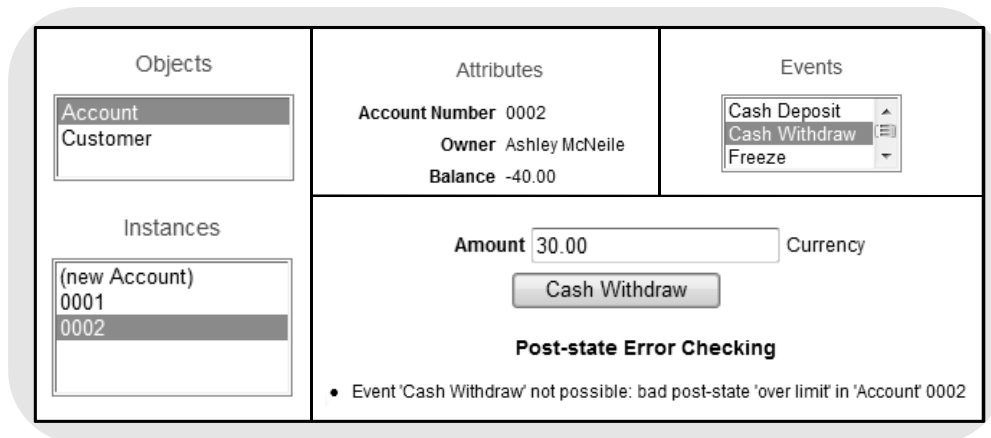 Objects
Account
Customer
Instances
(new Account)
0001
0002
Attributes
Account Number 0002
Owner Ashley McNeile
Balance -40.00
Events
Cash Deposit
Cash Withdraw
Freeze
Amount 30.00 Currency
Cash Withdraw
Post-state Error Checking
• Event 'Cash Withdraw' not possible: bad post-state 'over limit' in 'Account' 0002